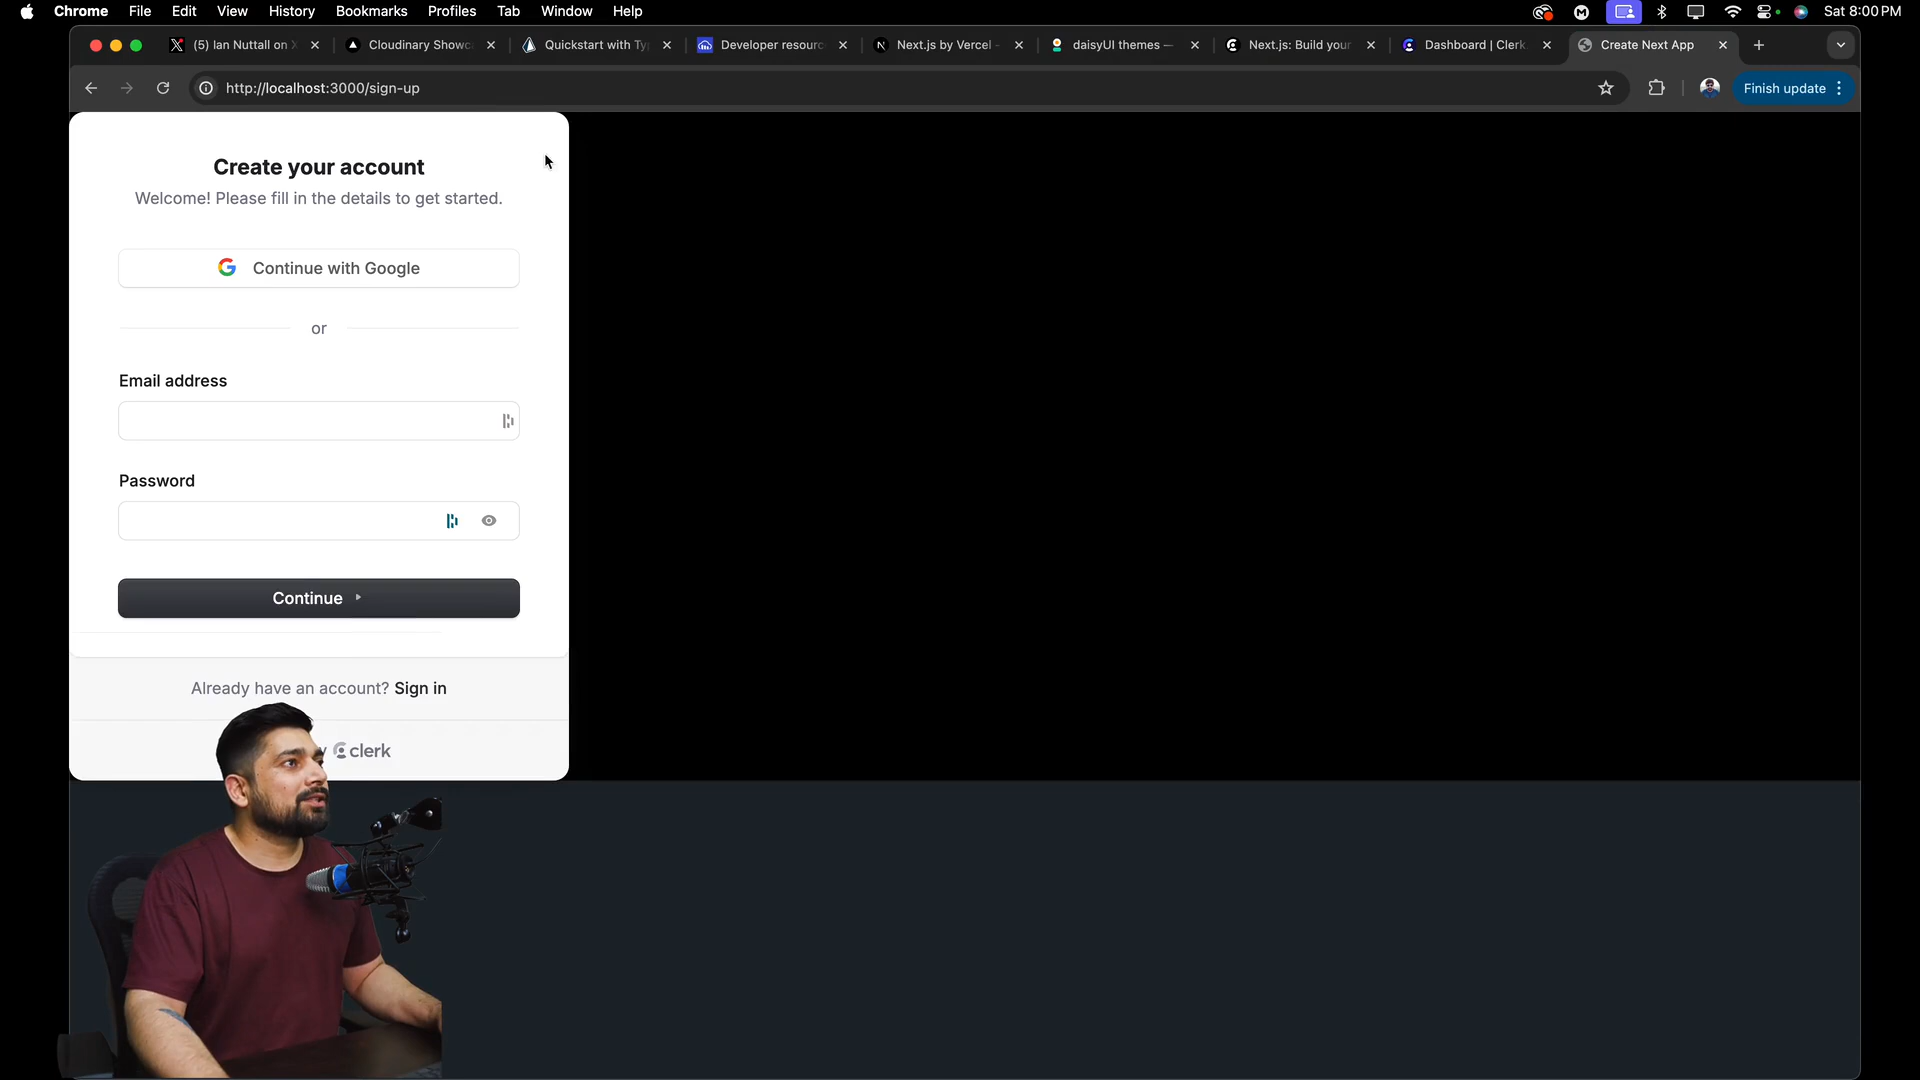 Chrome File Edit View History Bookmarks Profiles Tab Window Help Sat 8:00 PM
(5) Ian Nuttall on X Cloudinary Showc Quickstart with Ty Developer resourc Next.js by Vercel - daisyUI themes — Next.js: Build your Dashboard | Clerk Create Next App
http://localhost:3000/sign-up Finish update
Create your account
Welcome! Please fill in the details to get started.
Continue with Google
or
Email address
Password
Continue
Already have an account? Sign in
clerk